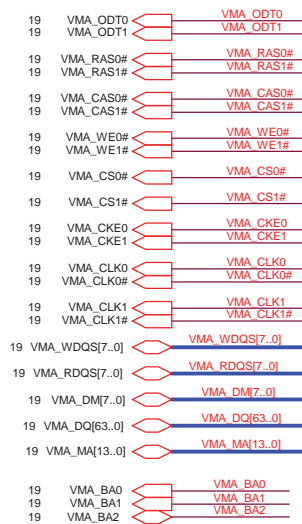 19 VMA_ODT0 VMA_ODT0
19 VMA_ODT1 VMA_ODT1
19 VMA_RAS0# VMA_RAS0#
19 VMA_RAS1# VMA_RAS1#
19 VMA_CAS0# VMA_CAS0#
19 VMA_CAS1# VMA_CAS1#
19 VMA_WE0# VMA_WE0#
19 VMA_WE1# VMA_WE1#
19 VMA_CS0# VMA_CS0#
19 VMA_CS1# VMA_CS1#
19 VMA_CKE0 VMA_CKE0
19 VMA_CKE1 VMA_CKE1
19 VMA_CLK0 VMA_CLK0
19 VMA_CLK0# VMA_CLK0#
19 VMA_CLK1 VMA_CLK1
19 VMA_CLK1# VMA_CLK1#
19 VMA_WDQS[7..0] VMA_WDQS[7..0]
19 VMA_RDQS[7..0] VMA_RDQS[7..0]
19 VMA_DM[7..0] VMA_DM[7..0]
19 VMA_DQ[63..0] VMA_DQ[63..0]
19 VMA_MA[13..0] VMA_MA[13..0]
19 VMA_BA0 VMA_BA0
19 VMA_BA1 VMA_BA1
19 VMA_BA2 VMA_BA2